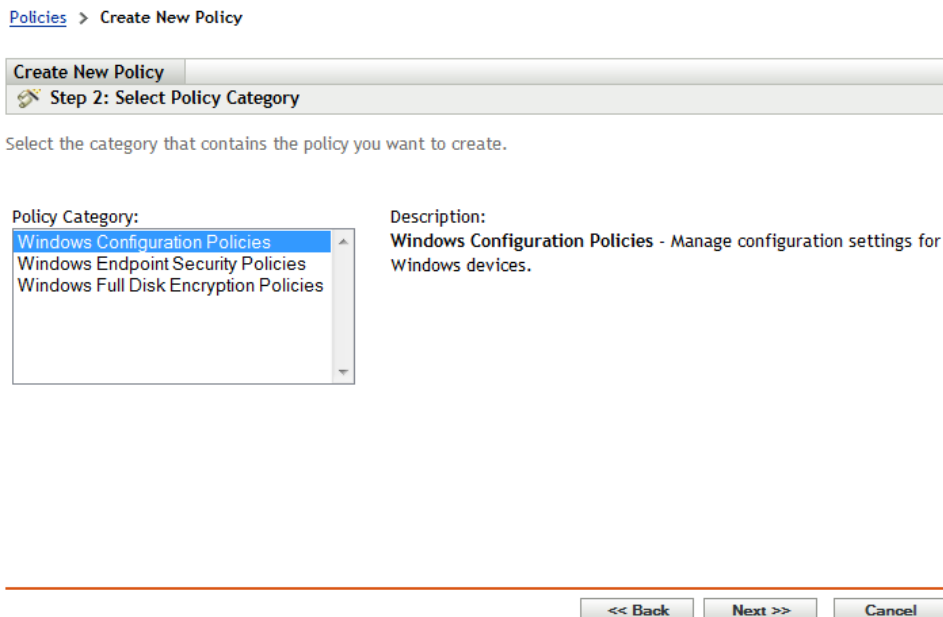 Policies > Create New Policy
Create New Policy
Step 2: Select Policy Category
Select the category that contains the policy you want to create.
Policy Category:
Windows Configuration Policies
Windows Endpoint Security Policies
Windows Full Disk Encryption Policies
Description:
Windows Configuration Policies - Manage configuration settings for
Windows devices.
<< Back Next >> Cancel